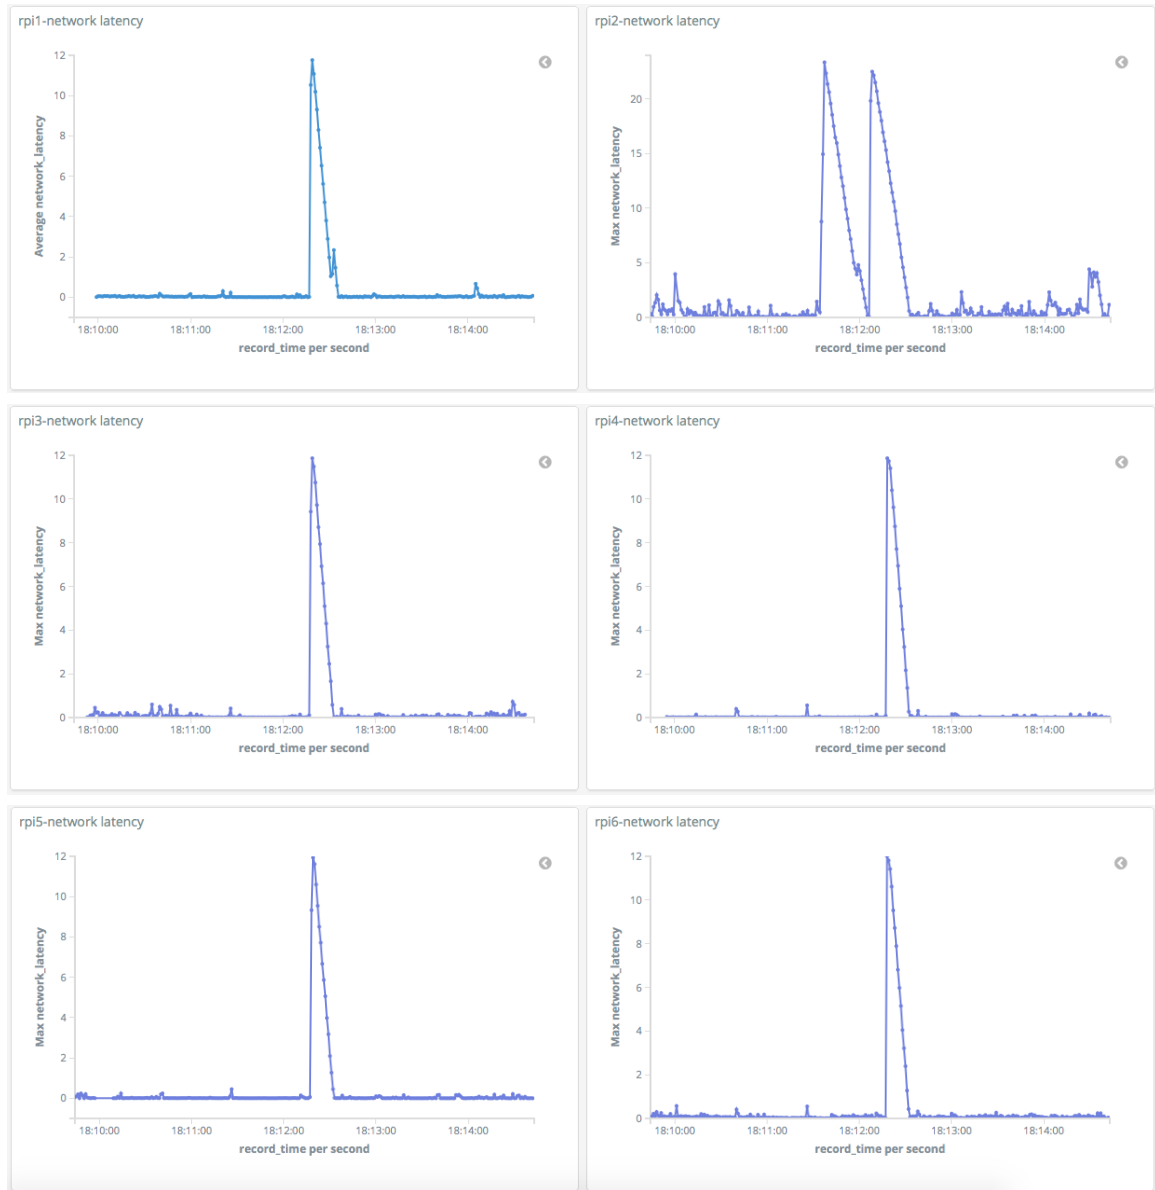 rpi1-network latency
Average network_latency
12
10
8
6
4
2
0
18:10:00 18:11:00 18:12:00 18:13:00 18:14:00
record_time per second
rpi2-network latency
Max network_latency
20
15
10
5
0
18:10:00 18:11:00 18:12:00 18:13:00 18:14:00
record_time per second
rpi3-network latency
Max network_latency
12
10
8
6
4
2
0
18:10:00 18:11:00 18:12:00 18:13:00 18:14:00
record_time per second
rpi4-network latency
Max network_latency
12
10
8
6
4
2
0
18:10:00 18:11:00 18:12:00 18:13:00 18:14:00
record_time per second
rpi5-network latency
Max network_latency
12
10
8
6
4
2
0
18:10:00 18:11:00 18:12:00 18:13:00 18:14:00
record_time per second
rpi6-network latency
Max network_latency
12
10
8
6
4
2
0
18:10:00 18:11:00 18:12:00 18:13:00 18:14:00
record_time per second